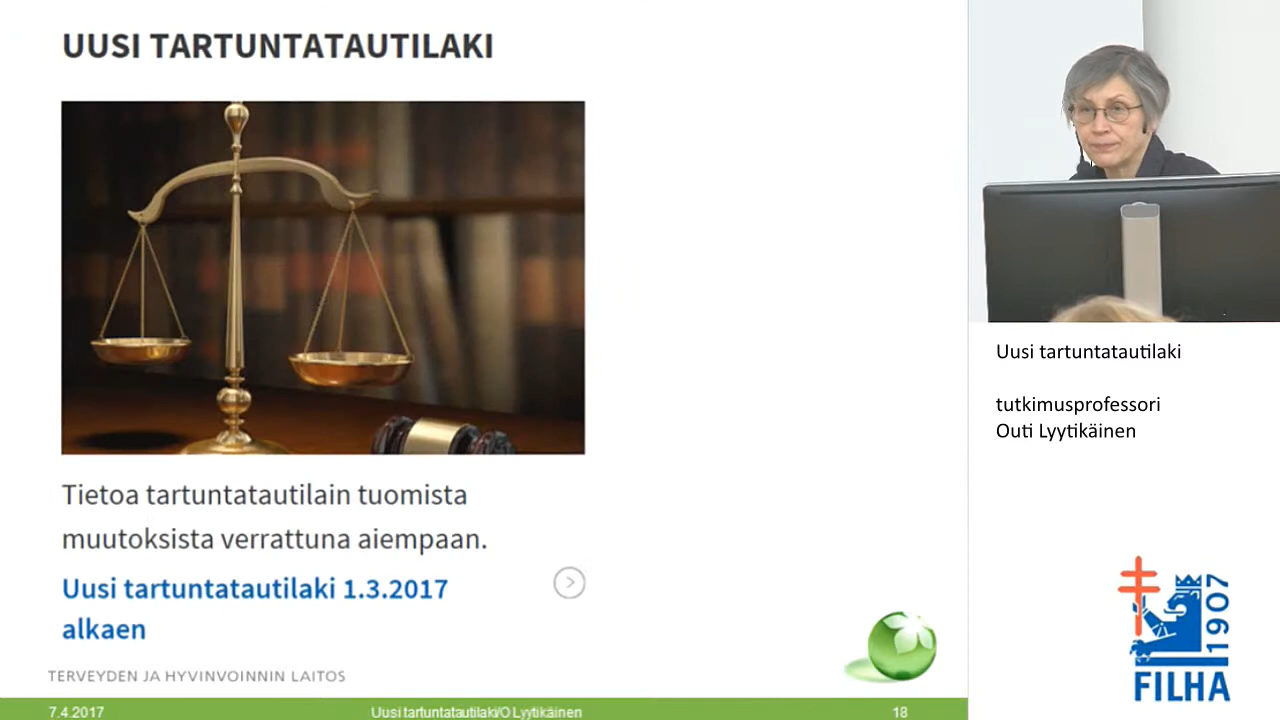 UUSI TARTUNTATAUTILAKI
Tietoa tartuntatautilain tuomista
muutoksista verrattuna aiempaan.
Uusi tartuntatautilaki 1.3.2017
alkaen
TERVEYDEN JA HYVINVOINNIN LAITOS
7.4.2017
Uusi tartuntatautilaki/O Lyytikäinen
18
Uusi tartuntatautilaki
tutkimusprofessori
Outi Lyytikäinen
1907
FILHA